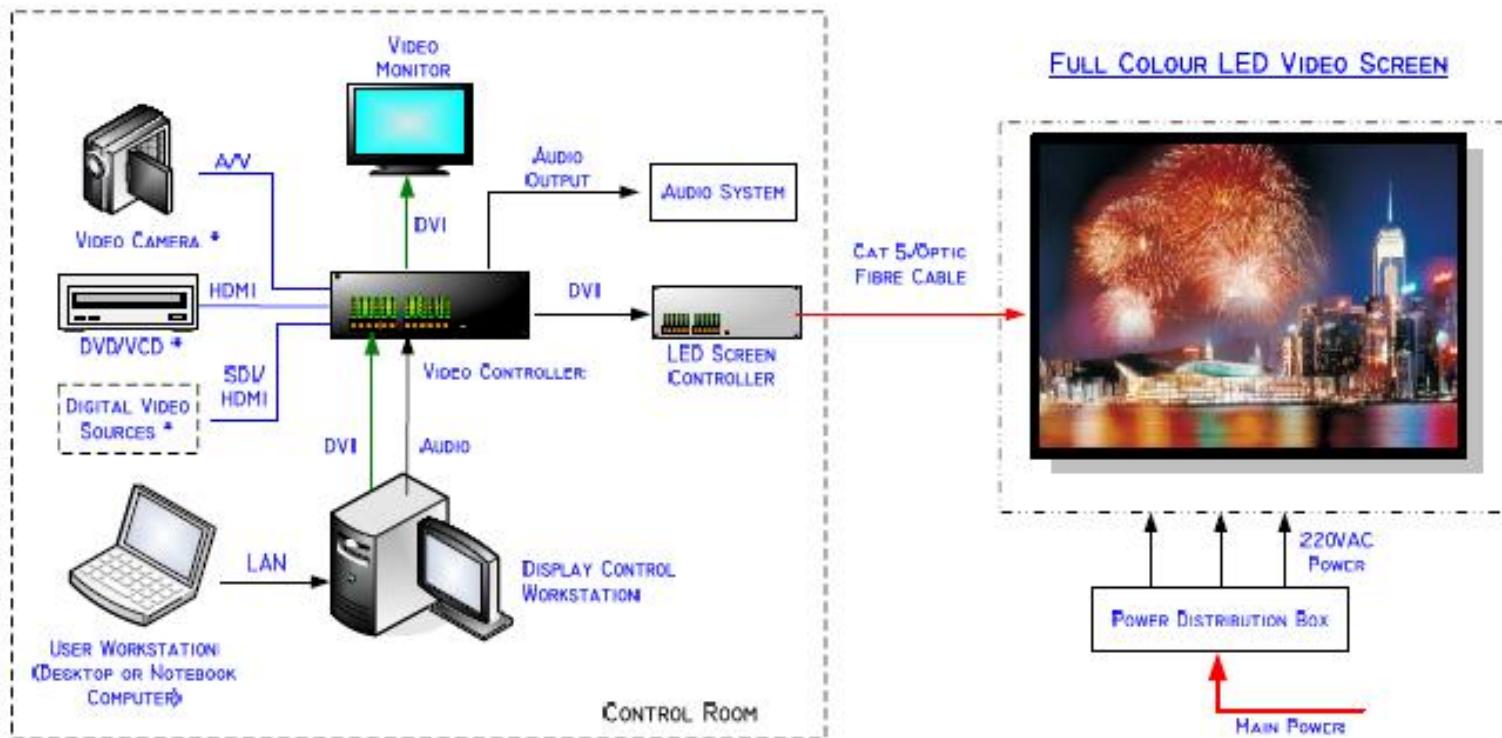 VIDEO
MONITOR
FULL COLOUR LED VIDEO SCREEN
A/V
AUDIO
OUTPUT
AUDIO SYSTEM
VIDEO CAMERA *
DVI
CAT 5/OPTIC
FIBRE CABLE
HDMI
DVI
DVD/VCD *
LED SCREEN
CONTROLLER
VIDEO CONTROLLER
SDI/
HDMI
DIGITAL VIDEO
SOURCES *
DVI
AUDIO
220VAC
POWER
LAN
DISPLAY CONTROL
WORKSTATION
POWER DISTRIBUTION BOX
USER WORKSTATION
(DESKTOP OR NOTEBOOK
COMPUTER)
CONTROL ROOM
MAIN POWER